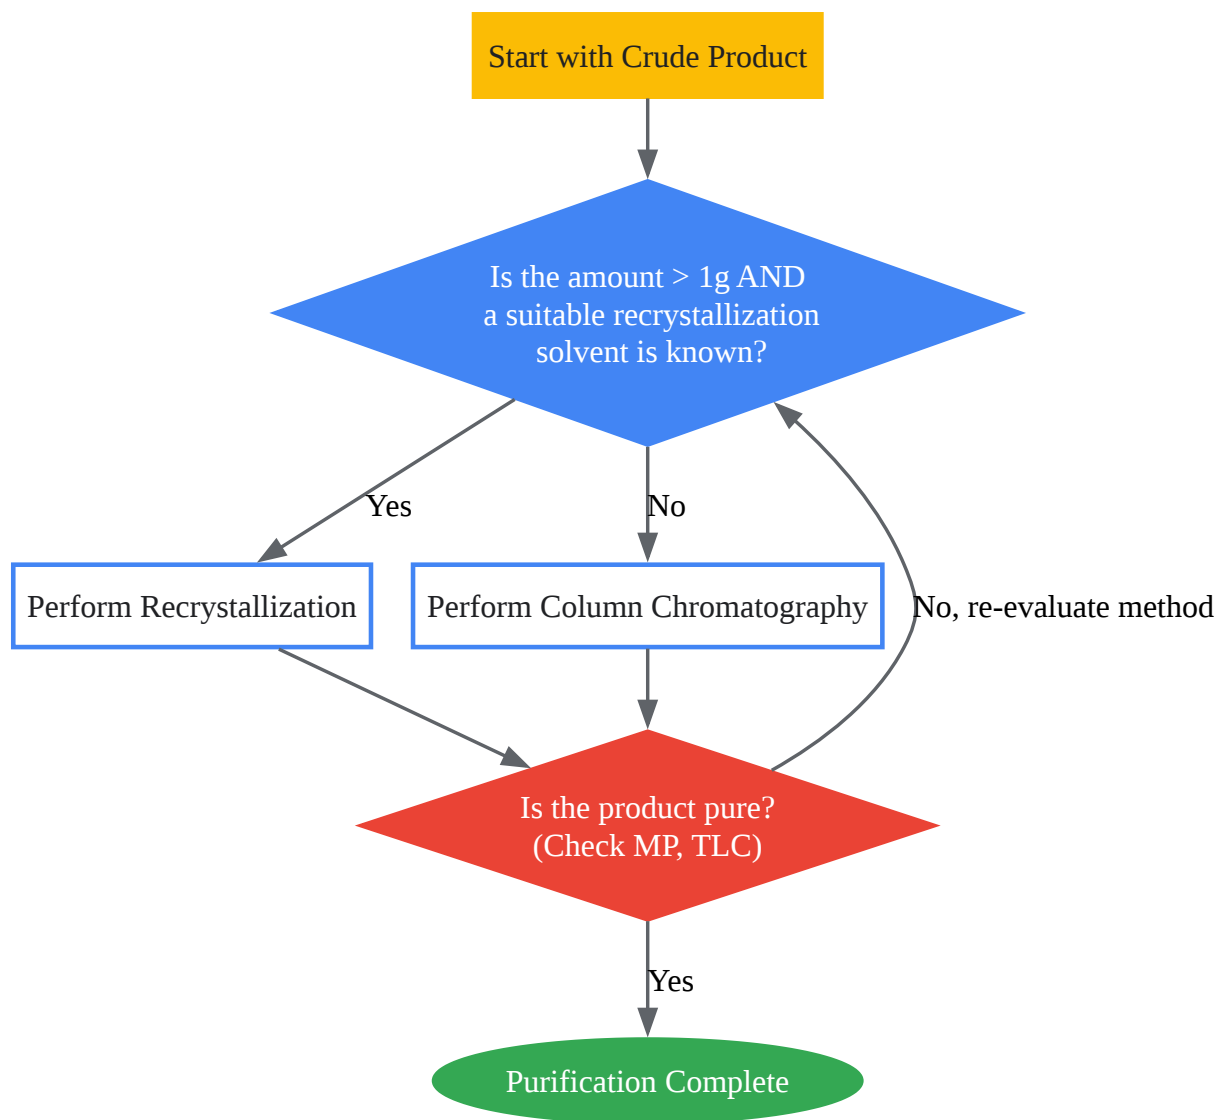 Start with Crude Product
Is the amount > 1g AND
a suitable recrystallization
solvent is known?
Yes
No
Perform Recrystallization
Perform Column Chromatography
No, re-evaluate method
Is the product pure?
(Check MP, TLC)
Yes
Purification Complete